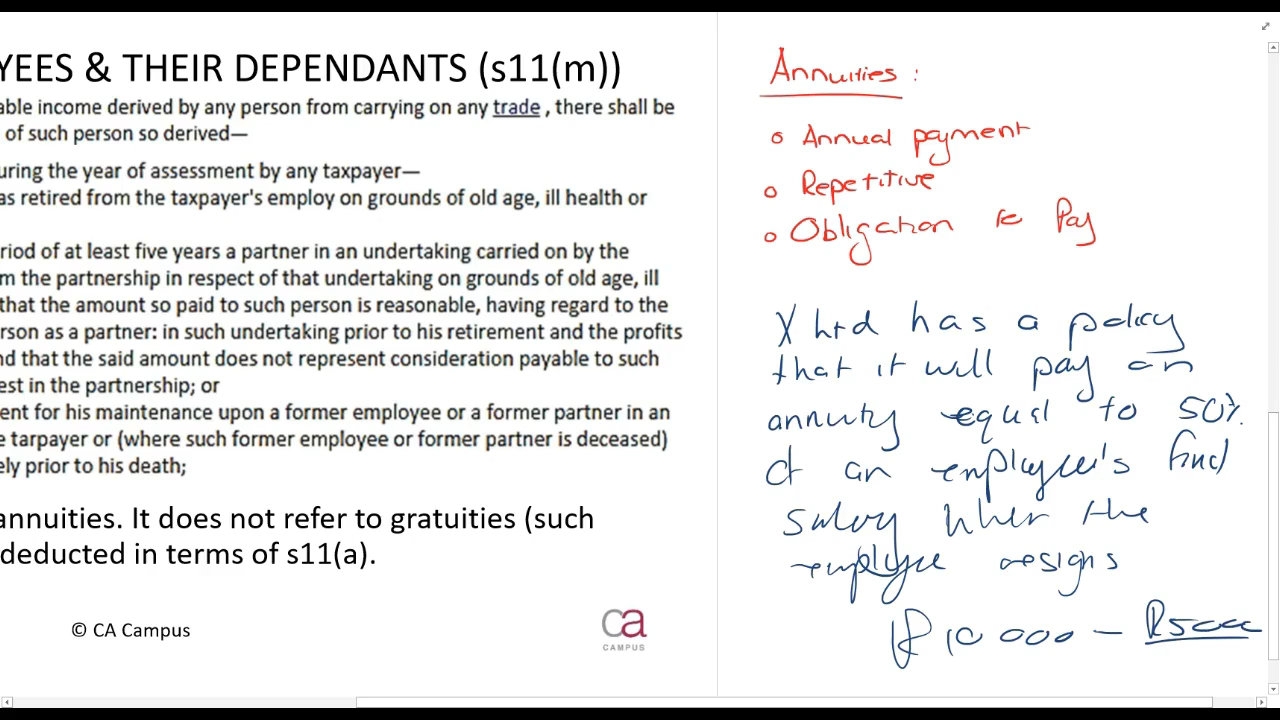 YEES & THEIR DEPENDANTS (s11(m))
able income derived by any person from carrying on any trade , there shall be
of such person so derived—
uring the year of assessment by any taxpayer—
as retired from the taxpayer's employ on grounds of old age, ill health or
riod of at least five years a partner in an undertaking carried on by the
m the partnership in respect of that undertaking on grounds of old age, ill
that the amount so paid to such person is reasonable, having regard to the
erson as a partner: in such undertaking prior to his retirement and the profits
nd that the said amount does not represent consideration payable to such
est in the partnership; or
ent for his maintenance upon a former employee or a former partner in an
e tarpayer or (where such former employee or former partner is deceased)
ely prior to his death;
annuities. It does not refer to gratuities (such
deducted in terms of s11(a).
© CA Campus
ca
CAMPUS
Annuities :
Annual payment
Repetitive
Obligation to Pay
X Ltd has a policy
that it will pay an
annuity equal to 50%
of an employee's final
salary when the
employee resigns
R10 000 – R5000